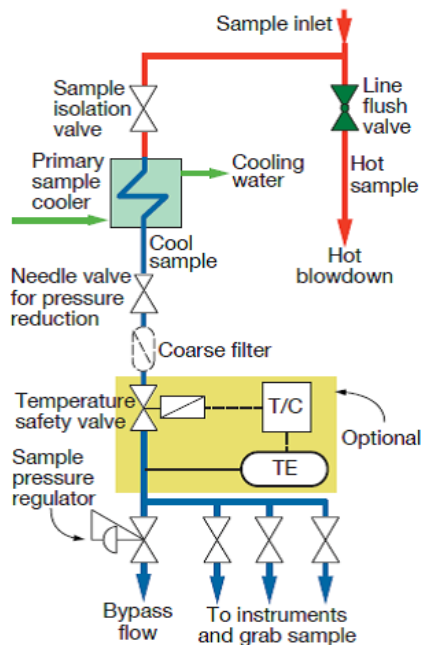 Sample inlet
Sample
isolation
valve
Line
flush
valve
Primary
sample
cooler
Cooling
water
Hot
sample
Cool
sample
Hot
blowdown
Needle valve
for pressure
reduction
Coarse filter
Temperature
safety valve
T/C
Optional
TE
Sample
pressure
regulator
Bypass
flow
To instruments
and grab sample